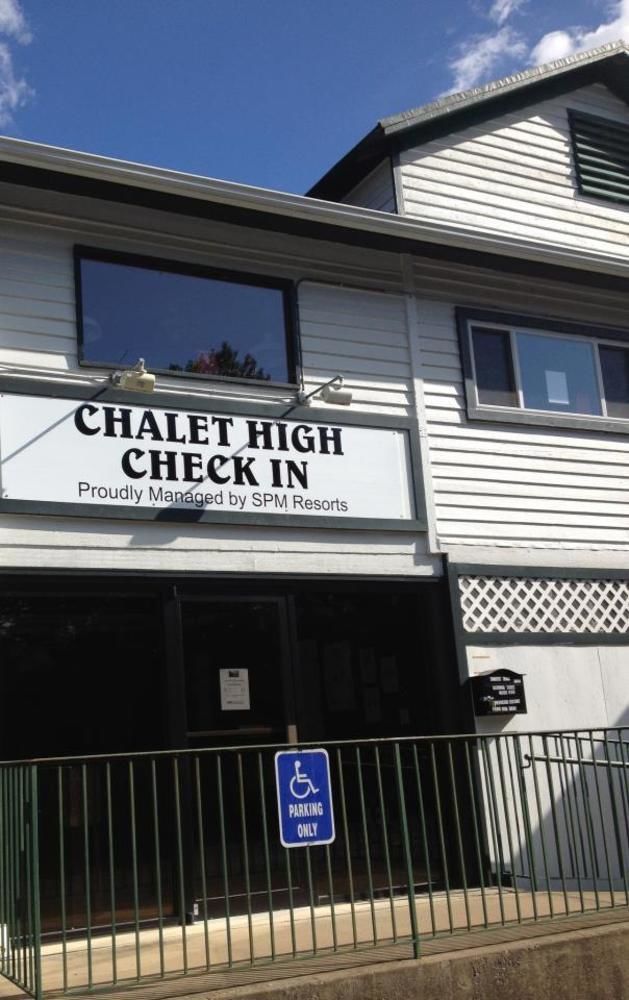 CHALET HIGH
CHECK IN
Proudly Managed by SPM Resorts
PARKING
ONLY